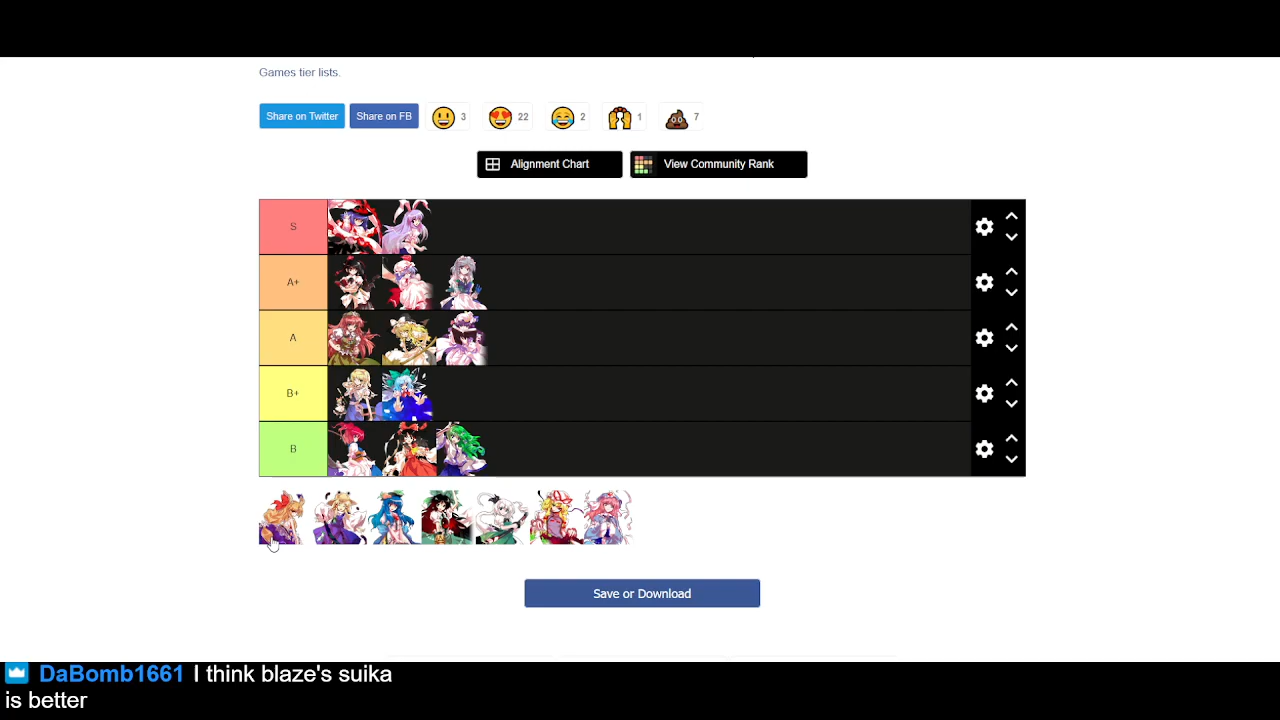 Games tier lists.
Share on Twitter Share on FB 3 22 2 1 7
Alignment Chart View Community Rank
S
A+
A
B+
B
Save or Download
DaBomb1661 I think blaze's suika
is better